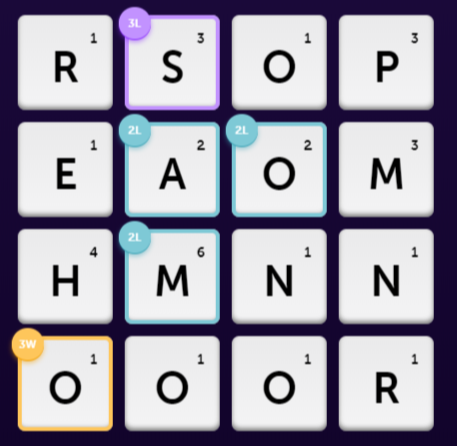 3L
R 1 S 3 O 1 P 3
2L 2L
E 1 A 2 O 2 M 3
2L
H 4 M 6 N 1 N 1
3W
O 1 O 1 O 1 R 1